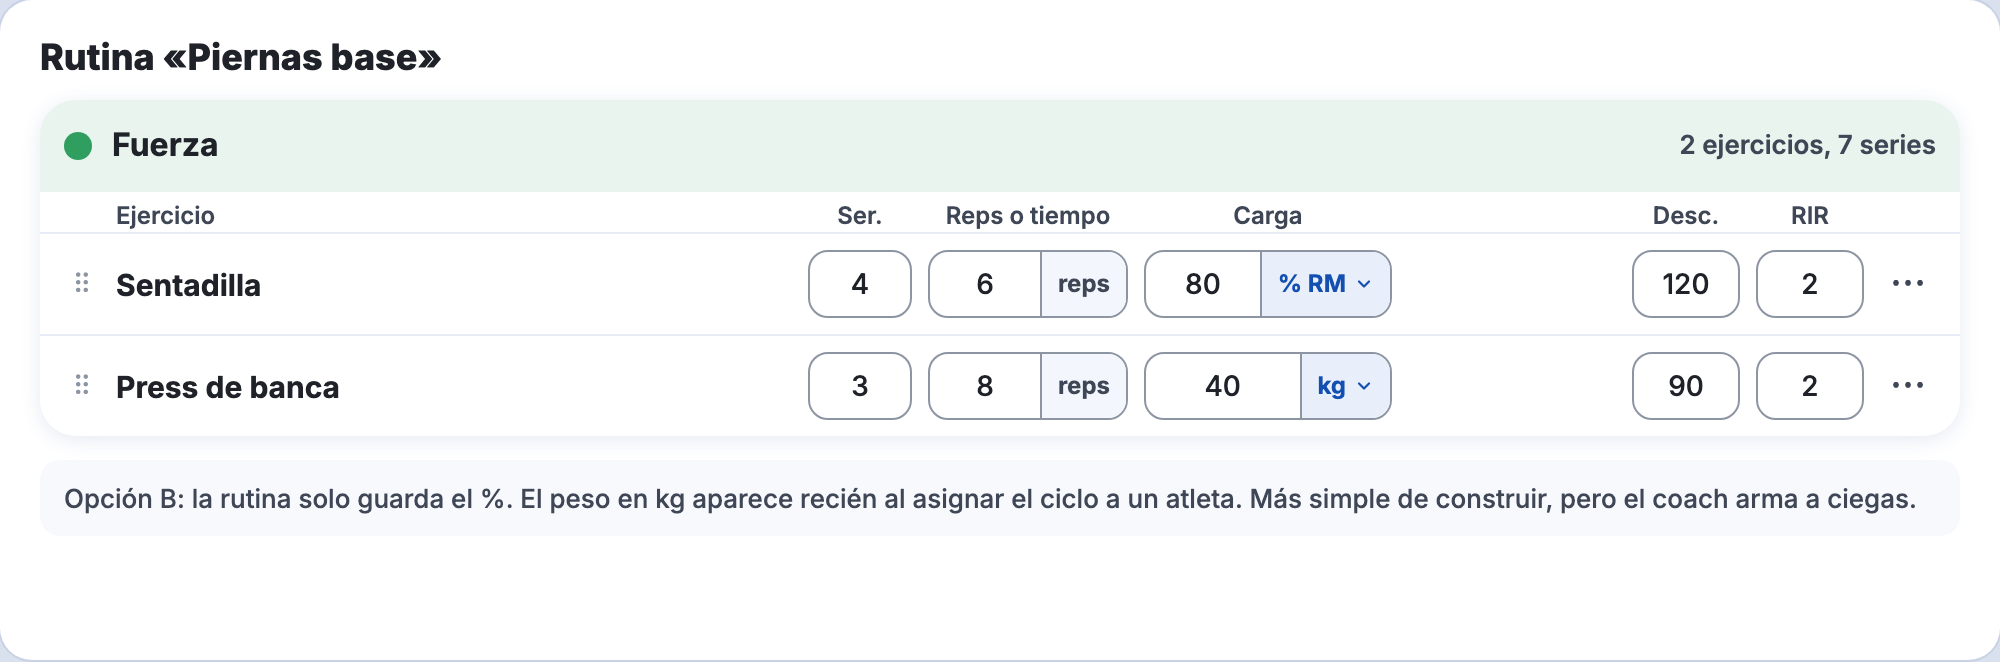 Rutina «Piernas base»
Fuerza 2 ejercicios, 7 series
Ejercicio Ser. Reps o tiempo Carga Desc. RIR
Sentadilla 4 6 reps 80 % RM 120 2
Press de banca 3 8 reps 40 kg 90 2
Opción B: la rutina solo guarda el %. El peso en kg aparece recién al asignar el ciclo a un atleta. Más simple de construir, pero el coach arma a ciegas.